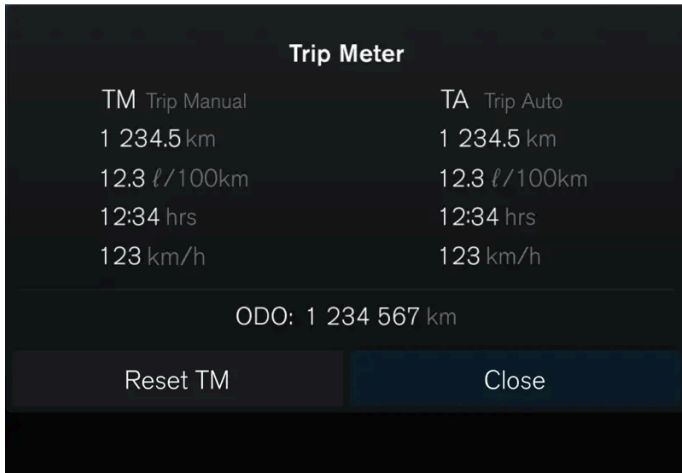 Trip Meter
TM Trip Manual
1 234.5 km
12.3 ℓ/100km
12:34 hrs
123 km/h
TA Trip Auto
1 234.5 km
12.3 ℓ/100km
12:34 hrs
123 km/h
ODO: 1 234 567 km
Reset TM
Close